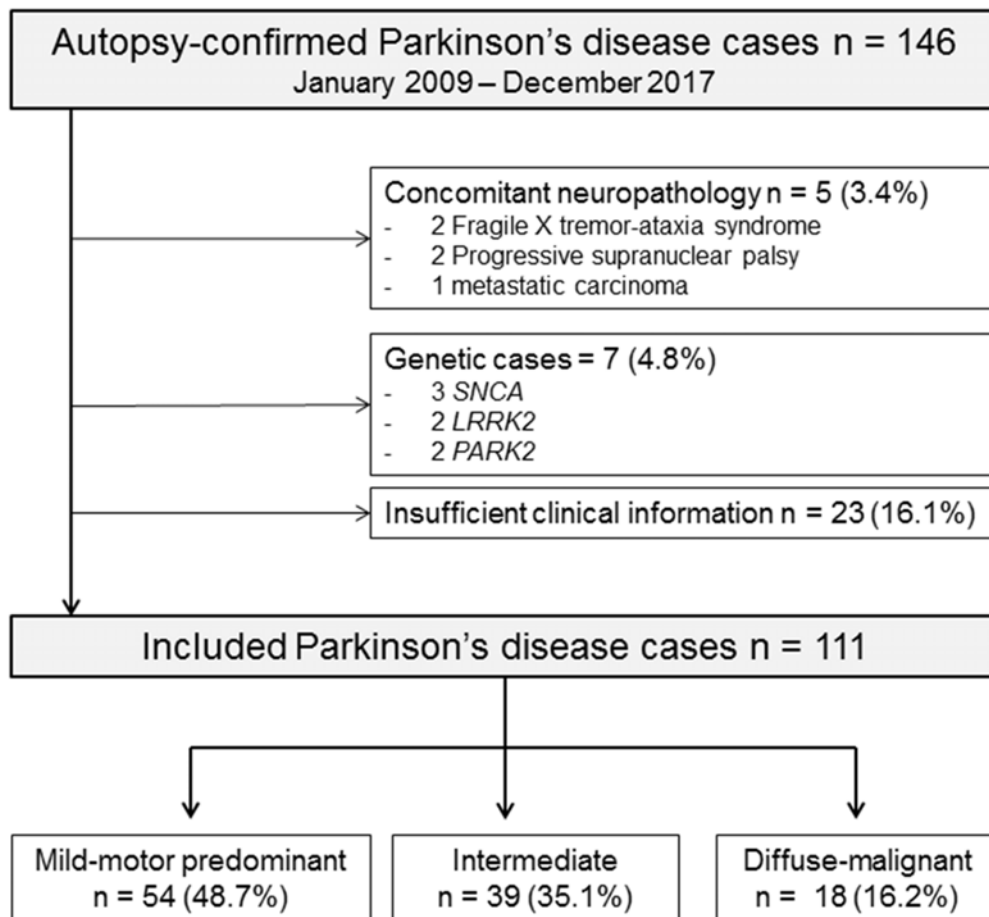 Autopsy-confirmed Parkinson's disease cases n = 146
January 2009 – December 2017
Concomitant neuropathology n = 5 (3.4%)
- 2 Fragile X tremor-ataxia syndrome
- 2 Progressive supranuclear palsy
- 1 metastatic carcinoma
Genetic cases = 7 (4.8%)
- 3 SNCA
- 2 LRRK2
- 2 PARK2
Insufficient clinical information n = 23 (16.1%)
Included Parkinson's disease cases n = 111
Mild-motor predominant
n = 54 (48.7%)
Intermediate
n = 39 (35.1%)
Diffuse-malignant
n = 18 (16.2%)